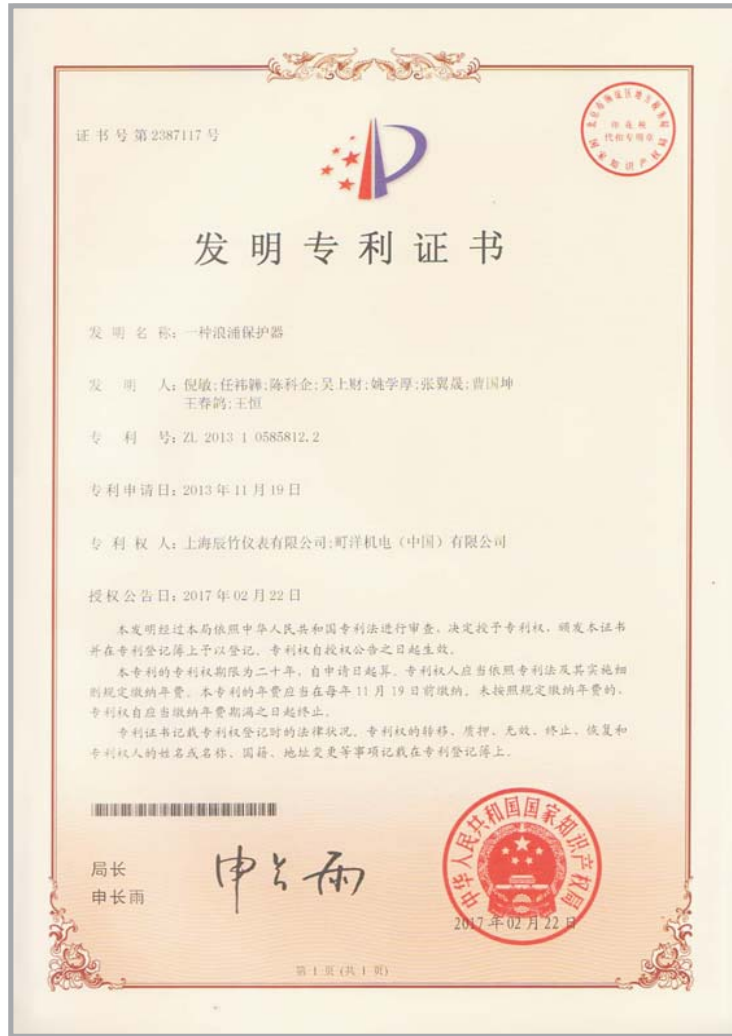 证书号第2387117号
发明专利证书
发明名称：一种浪涌保护器
发明人：倪敏;任祎;陈科企;吴上财;姚学厚;张翼晟;曹国坤
王春鹃;王恒
专利号：ZL 2013 1 0585812.2
专利申请日：2013年11月19日
专利权人：上海辰竹仪表有限公司;町洋机电（中国）有限公司
授权公告日：2017年02月22日
本发明经过本局依照中华人民共和国专利法进行审查，决定授予专利权，颁发本证书
并在专利登记簿上予以登记。专利权自授权公告之日起生效。
本专利的专利权期限为二十年，自申请日起算。专利权人应当依照专利法及其实施细
则规定缴纳年费。本专利的年费应当在每年11月19日前缴纳。未按照规定缴纳年费的，
专利权自应当缴纳年费期满之日起终止。
专利证书记载专利权登记时的法律状况。专利权的转移、质押、无效、终止、恢复和
专利权人的姓名或名称、国籍、地址变更等事项记载在专利登记簿上。
局长
申长雨
申长雨
中华人民共和国国家知识产权局
2017年02月22日
第1页(共1页)
国家知识产权局
代扣专用章